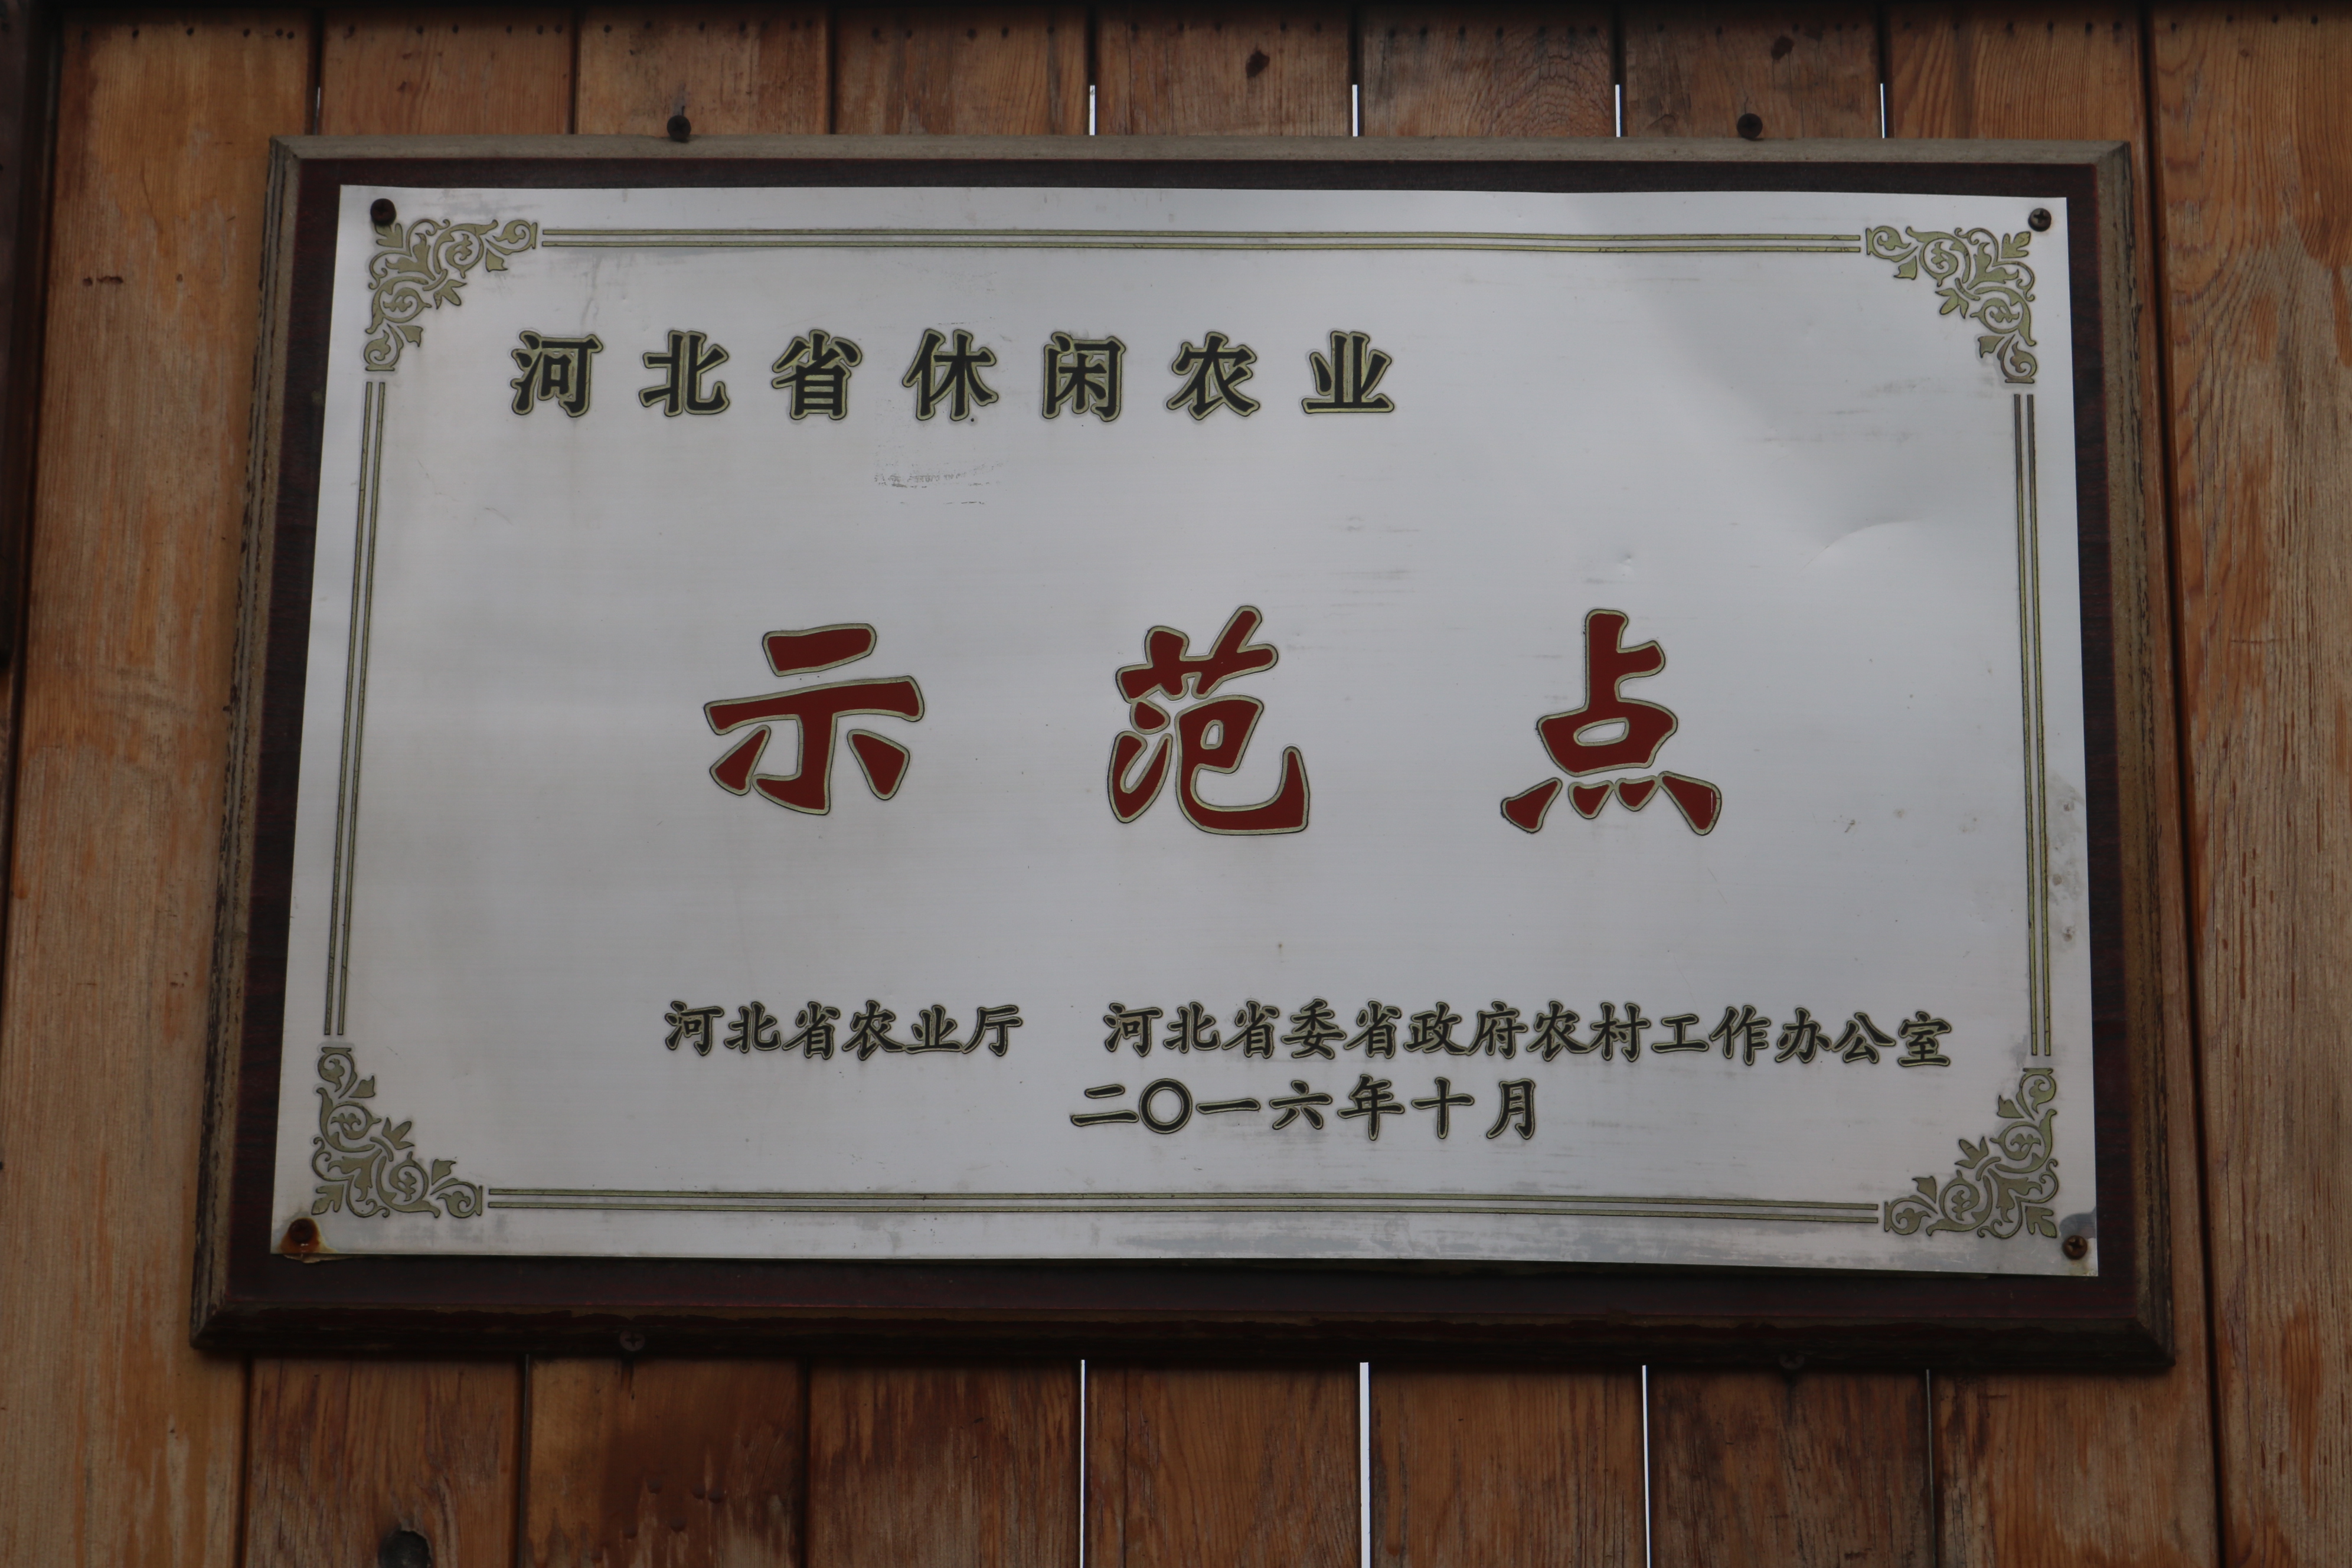 河北省休闲农业
示范点
河北省农业厅 河北省委省政府农村工作办公室
二〇一六年十月